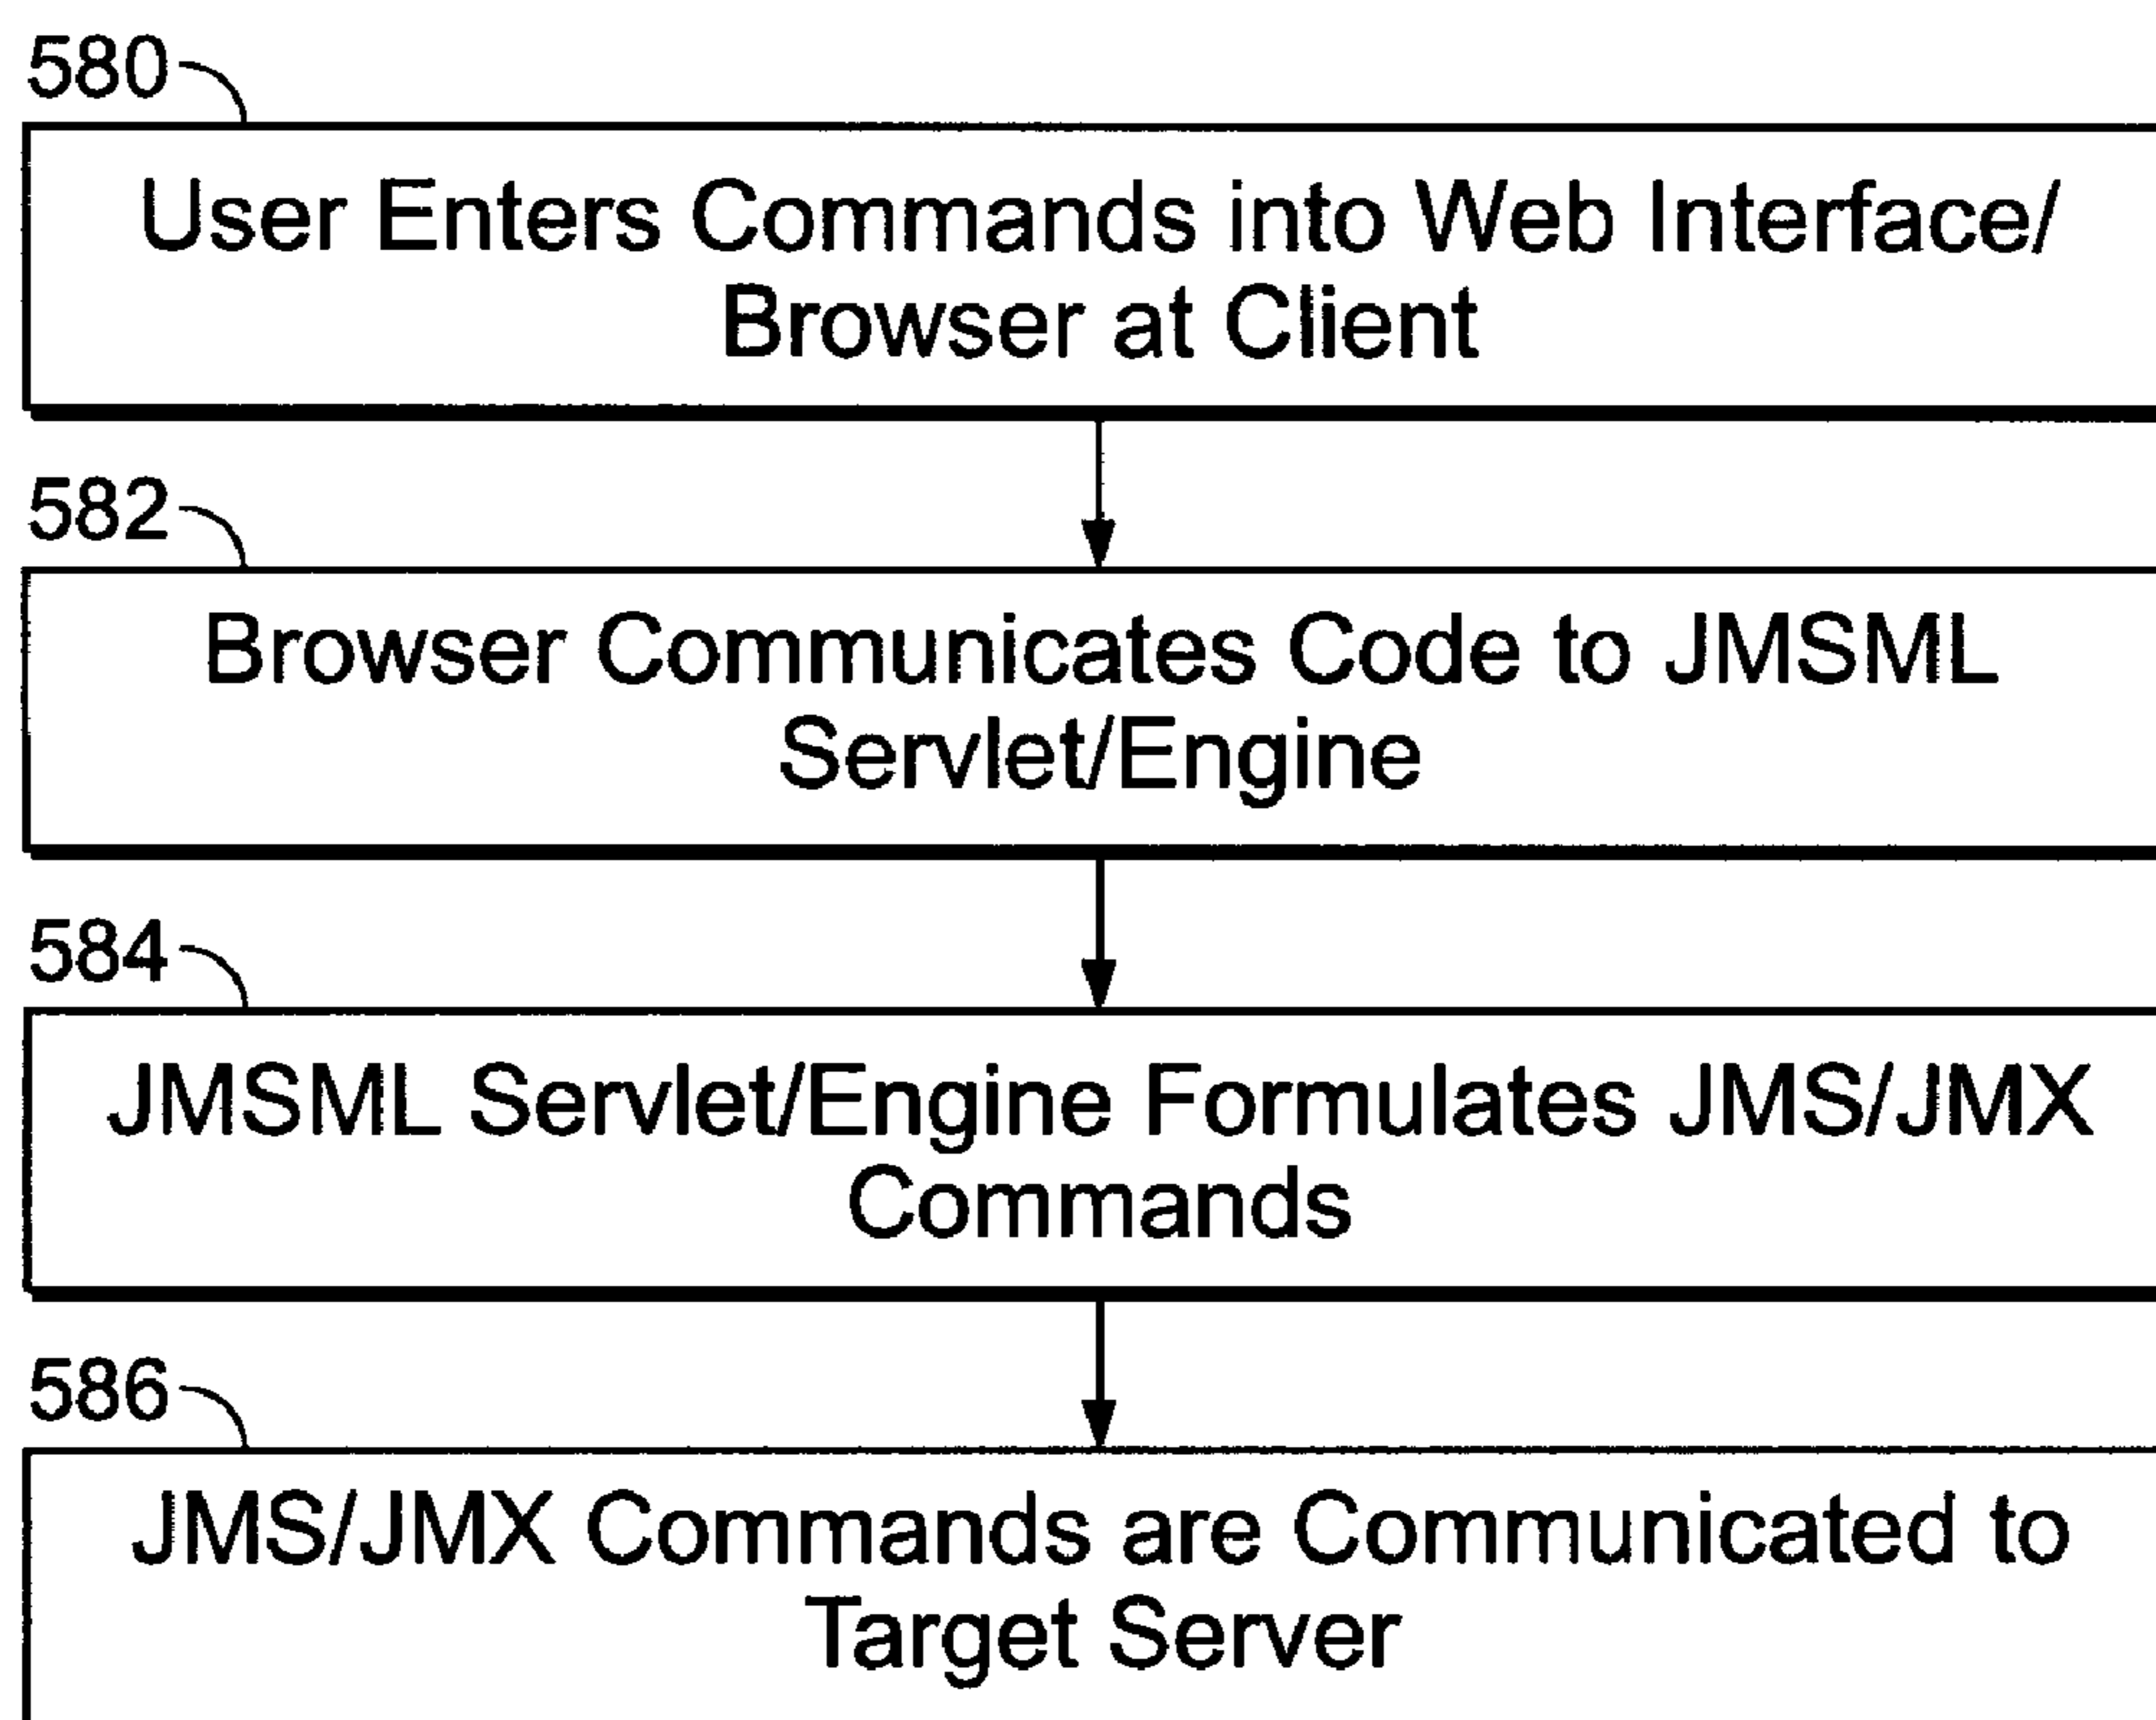 580
User Enters Commands into Web Interface/
Browser at Client
582
Browser Communicates Code to JMSML
Servlet/Engine
584
JMSML Servlet/Engine Formulates JMS/JMX
Commands
586
JMS/JMX Commands are Communicated to
Target Server